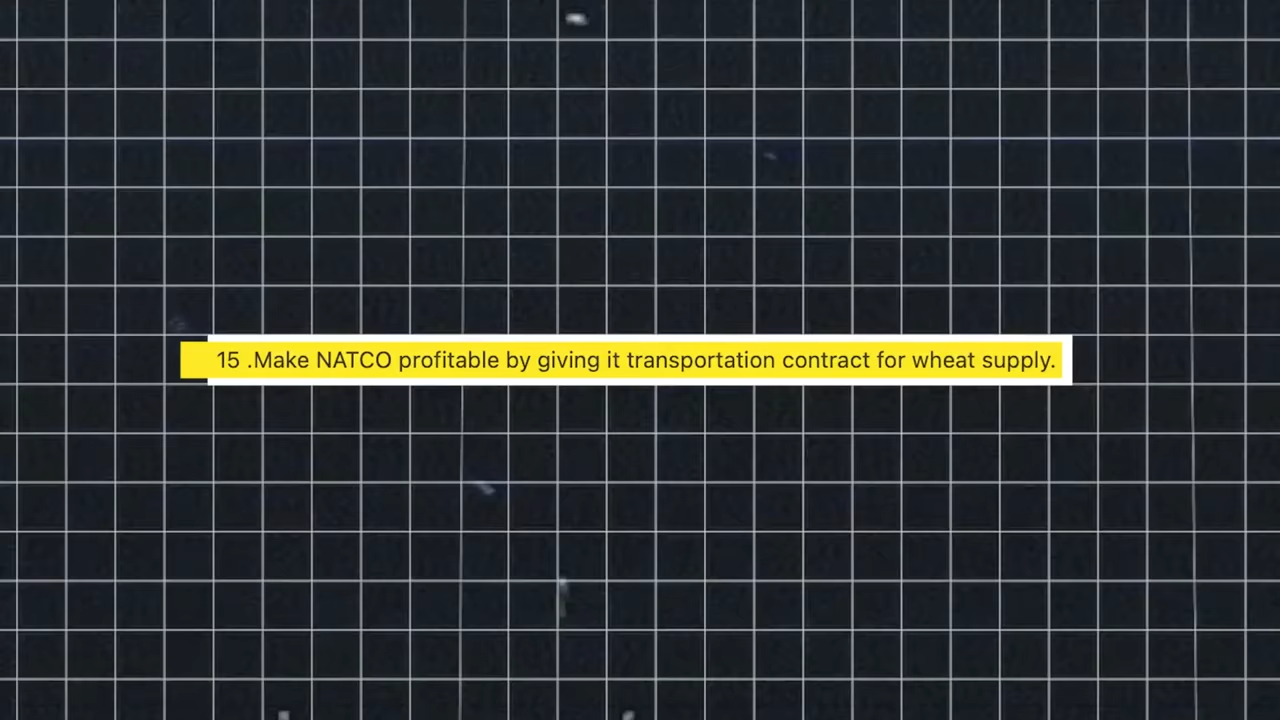 15 .Make NATCO profitable by giving it transportation contract for wheat supply.